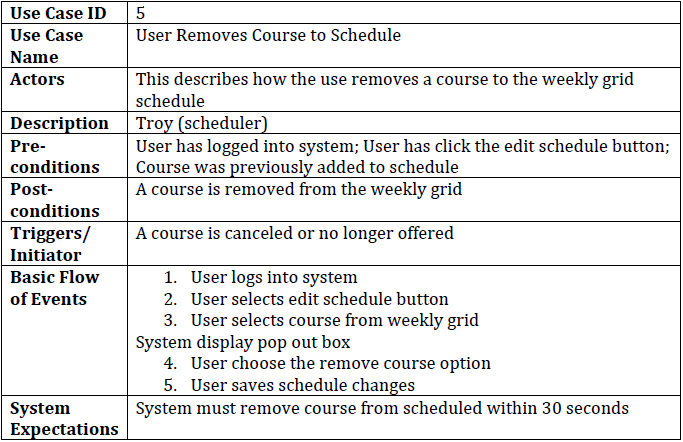 Use Case ID 5
Use Case Name User Removes Course to Schedule
Actors This describes how the use removes a course to the weekly grid
schedule
Description Troy (scheduler)
Pre-
conditions User has logged into system; User has click the edit schedule button;
Course was previously added to schedule
Post-
conditions A course is removed from the weekly grid
Triggers/
Initiator A course is canceled or no longer offered
Basic Flow
of Events
1. User logs into system
2. User selects edit schedule button
3. User selects course from weekly grid
System display pop out box
4. User choose the remove course option
5. User saves schedule changes
System
Expectations System must remove course from scheduled within 30 seconds